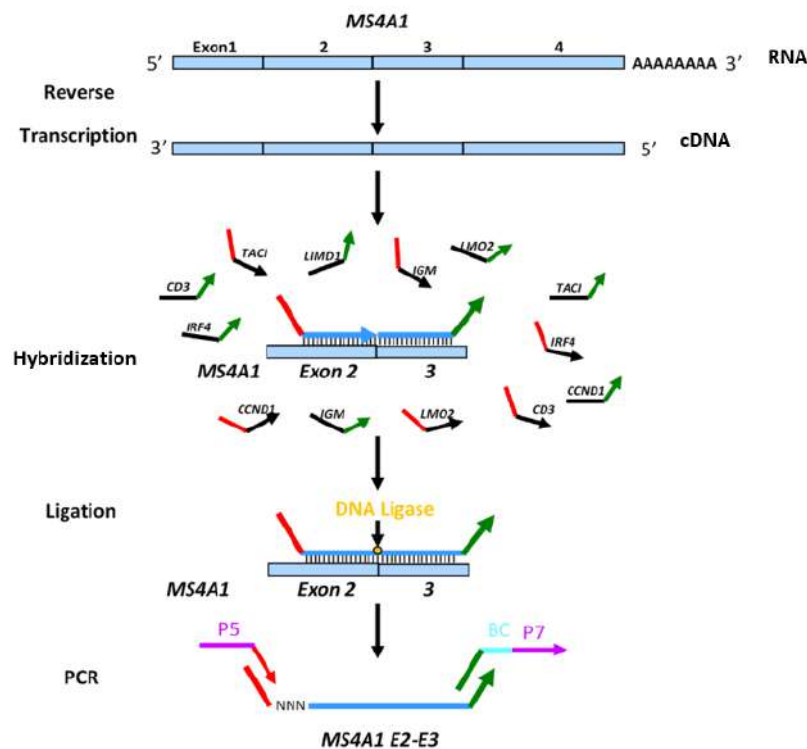 MS4A1
Exon1 2 3 4
5′ AAAAAAAA 3′ RNA
Reverse
Transcription
3′ 5′ cDNA
TACI LIMD1 IGM LMO2
CD3 TACI
IRF4 IRF4
Hybridization
MS4A1 Exon 2 3
CCND1
CCND1 IGM LMO2 CD3
Ligation
DNA Ligase
MS4A1 Exon 2 3
P5 BC P7
PCR
NNN
MS4A1 E2-E3